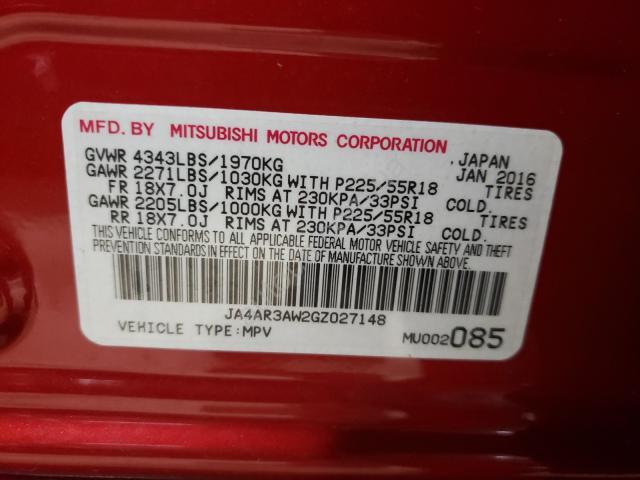 MFD. BY MITSUBISHI MOTORS CORPORATION
GVWR 4343LBS/1970KG , JAPAN
GAWR 2271LBS/1030KG WITH P225/55R18 JAN 2016
FR 18X7.0J RIMS AT 230KPA/33PSI COLD. TIRES
GAWR 2205LBS/1000KG WITH P225/55R18 TIRES
RR 18X7.0J RIMS AT 230KPA/33PSI COLD.
THIS VEHICLE CONFORMS TO ALL APPLICABLE FEDERAL MOTOR VEHICLE SAFETY AND THEFT
PREVENTION STANDARDS IN EFFECT ON THE DATE OF MANUFACTURE SHOWN ABOVE.
JA4AR3AW2GZ027148
VEHICLE TYPE:MPV MU002085